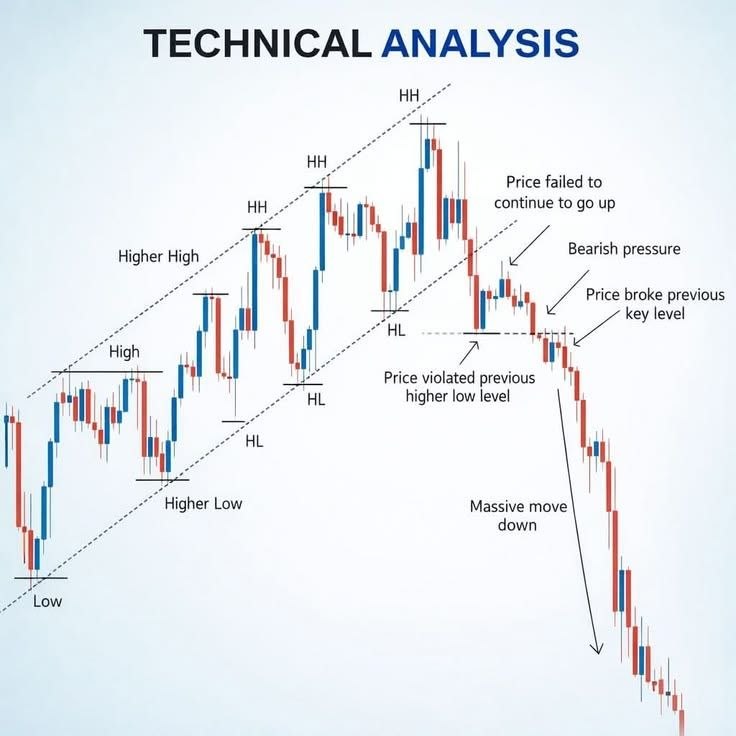 TECHNICAL ANALYSIS
HH
HH
HH
Higher High
High
Price failed to
continue to go up
Bearish pressure
Price broke previous
key level
HL
Price violated previous
higher low level
HL
HL
Higher Low
Massive move
down
Low